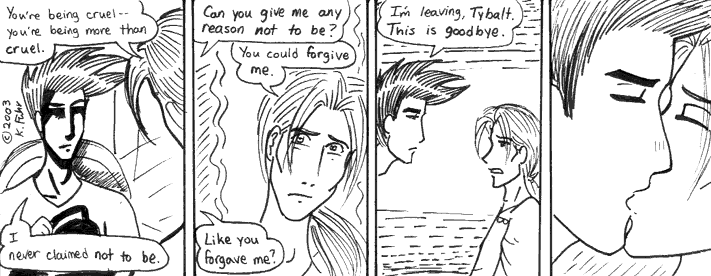 You're being cruel--
you're being more than
cruel.
©2003
K. Fuhr
I
never claimed not to be.
Can you give me any
reason not to be?
You could forgive
me.
Like you
forgave me?
I'm leaving, Tybalt.
This is goodbye.